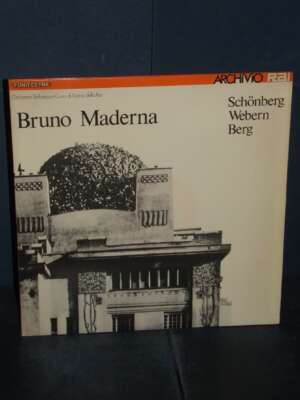 FONIT CETRA
ARCHIVIO RAI
Bruno Maderna
Schönberg
Webern
Berg